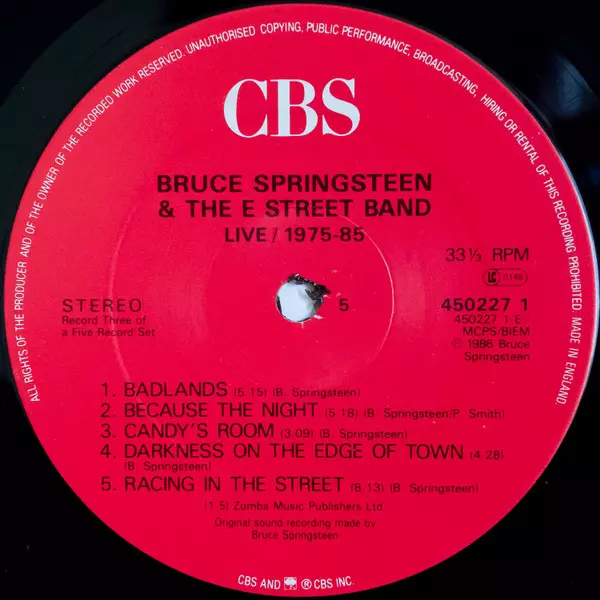 ALL RIGHTS OF THE PRODUCER AND OF THE OWNER OF THE RECORDED WORK RESERVED. UNAUTHORISED COPYING, PUBLIC PERFORMANCE, BROADCASTING, HIRING OR RENTAL OF THIS RECORDING PROHIBITED. MADE IN ENGLAND.
CBS
BRUCE SPRINGSTEEN
& THE E STREET BAND
LIVE / 1975-85
33⅓ RPM
LC 0149
STEREO
Record Three of
a Five Record Set
5
450227 1
450227 1 E
MCPS/BIEM
℗ 1986 Bruce
Springsteen
1. BADLANDS (5.15) (B. Springsteen)
2. BECAUSE THE NIGHT (5 18) (B. Springsteen/P. Smith)
3. CANDY'S ROOM (3.09) (B. Springsteen)
4. DARKNESS ON THE EDGE OF TOWN (4 28)
(B. Springsteen)
5. RACING IN THE STREET (8.13) (B. Springsteen)
(1 5) Zomba Music Publishers Ltd.
Original sound recording made by
Bruce Springsteen
CBS AND ® CBS INC.